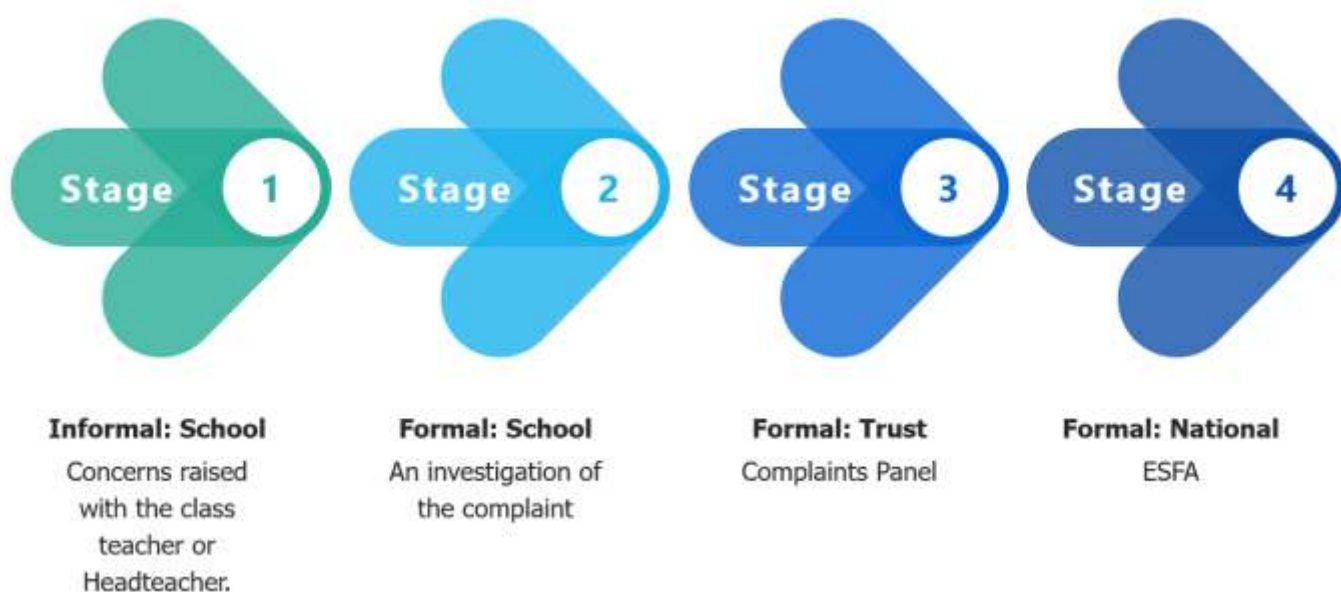 Stage 1
Stage 2
Stage 3
Stage 4
Informal: School
Concerns raised
with the class
teacher or
Headteacher.
Formal: School
An investigation of
the complaint
Formal: Trust
Complaints Panel
Formal: National
ESFA